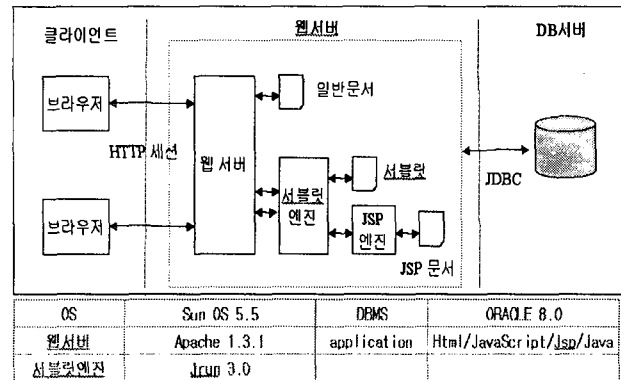 클라이언트
웹서버
DB서버
브라우저
일반문서
HTTP 세션
웹 서버
JDBC
서블릿
서블릿
엔진
브라우저
JSP
엔진
JSP 문서
OS Sun OS 5.5 DBMS ORACLE 8.0
웹서버 Apache 1.3.1 application Html/JavaScript/Jsp/Java
서블릿엔진 Jrun 3.0